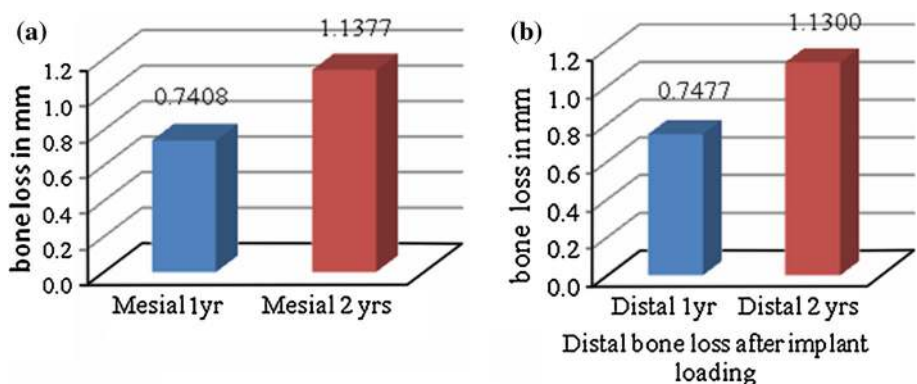 (a)
1.1377
0.7408
bone loss in mm
1.2
1.0
0.8
0.6
0.4
0.2
0.0
Mesial 1yr
Mesial 2 yrs
(b)
1.1300
0.7477
bone loss in mm
1.2
1.0
0.8
0.6
0.4
0.2
0.0
Distal 1yr
Distal 2 yrs
Distal bone loss after implant
loading